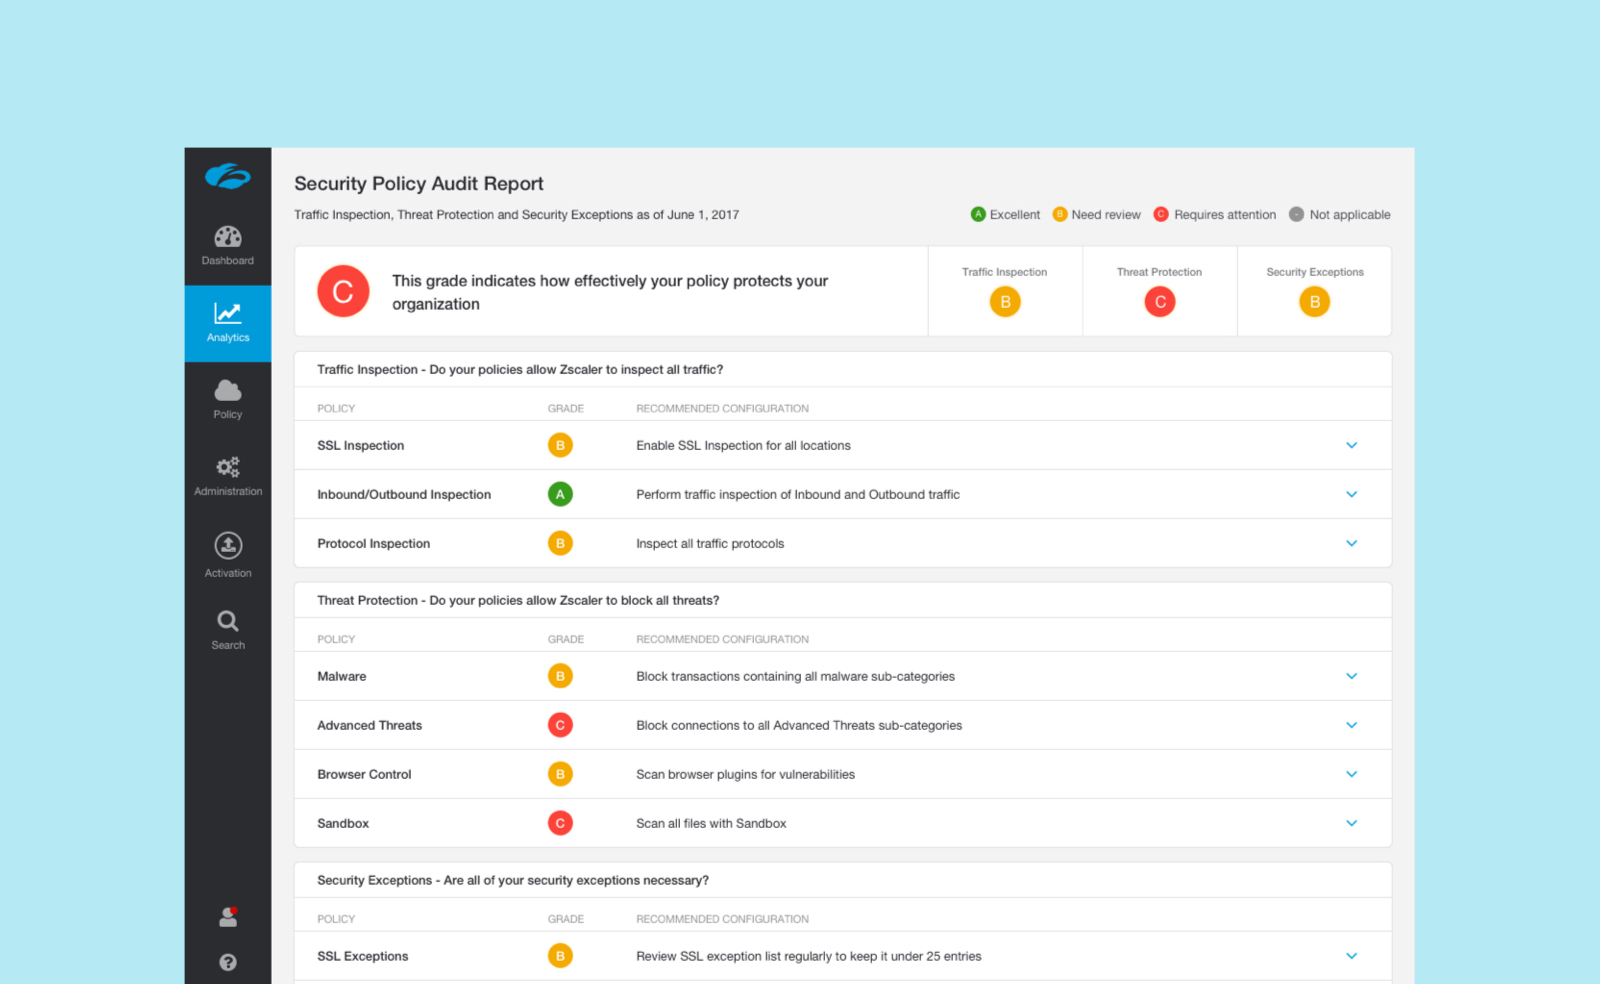 Security Policy Audit Report
Traffic Inspection, Threat Protection and Security Exceptions as of June 1, 2017
A Excellent B Need review C Requires attention - Not applicable
Dashboard
Analytics
Policy
Administration
Activation
Search
?
C
This grade indicates how effectively your policy protects your
organization
Traffic Inspection
B
Threat Protection
C
Security Exceptions
B
Traffic Inspection - Do your policies allow Zscaler to inspect all traffic?
POLICY GRADE RECOMMENDED CONFIGURATION
SSL Inspection B Enable SSL Inspection for all locations
Inbound/Outbound Inspection A Perform traffic inspection of Inbound and Outbound traffic
Protocol Inspection B Inspect all traffic protocols
Threat Protection - Do your policies allow Zscaler to block all threats?
POLICY GRADE RECOMMENDED CONFIGURATION
Malware B Block transactions containing all malware sub-categories
Advanced Threats C Block connections to all Advanced Threats sub-categories
Browser Control B Scan browser plugins for vulnerabilities
Sandbox C Scan all files with Sandbox
Security Exceptions - Are all of your security exceptions necessary?
POLICY GRADE RECOMMENDED CONFIGURATION
SSL Exceptions B Review SSL exception list regularly to keep it under 25 entries